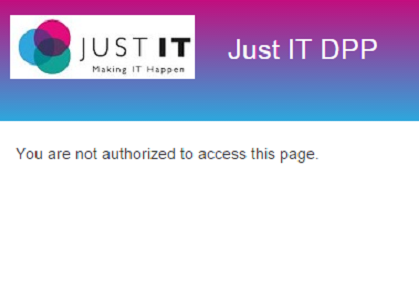 JUST IT
Making IT Happen
Just IT DPP
You are not authorized to access this page.